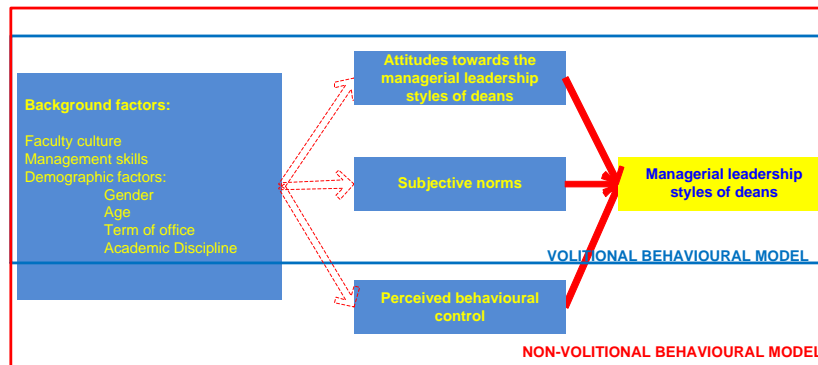 Background factors:
Faculty culture
Management skills
Demographic factors:
Gender
Age
Term of office
Academic Discipline
Attitudes towards the
managerial leadership
styles of deans
Subjective norms
Perceived behavioural
control
Managerial leadership
styles of deans
VOLITIONAL BEHAVIOURAL MODEL
NON-VOLITIONAL BEHAVIOURAL MODEL